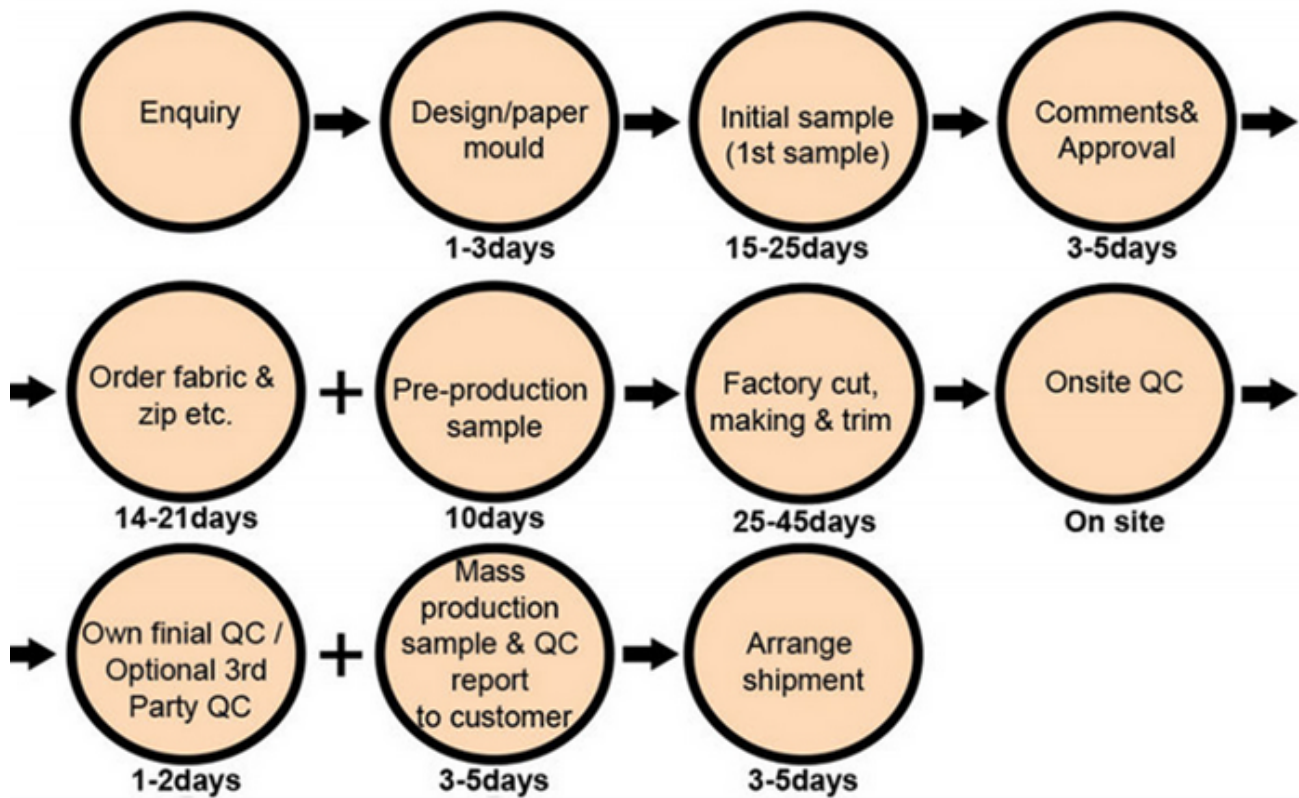 Enquiry
Design/paper
mould
1-3days
Initial sample
(1st sample)
15-25days
Comments&
Approval
3-5days
Order fabric &
zip etc.
14-21days
+
Pre-production
sample
10days
Factory cut,
making & trim
25-45days
Onsite QC
On site
Own finial QC /
Optional 3rd
Party QC
1-2days
+
Mass
production
sample & QC
report
to customer
3-5days
Arrange
shipment
3-5days